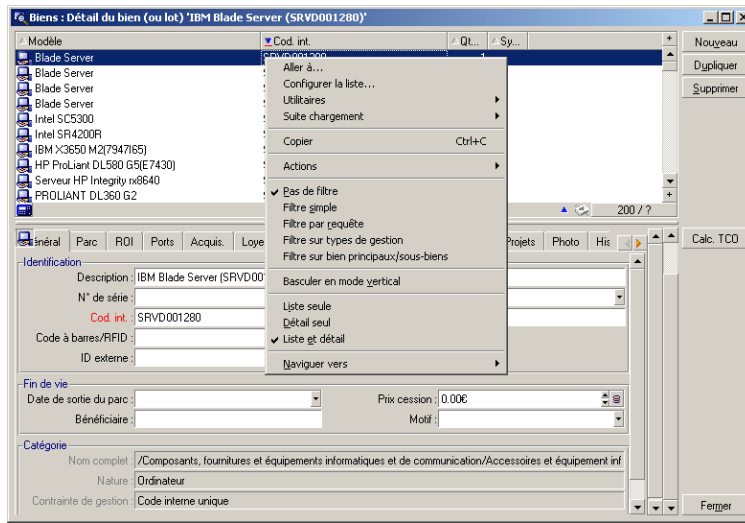 Biens : Détail du bien (ou lot) 'IBM Blade Server (SRVD001280)'
Modèle Cod. int. Qt... Sy... +
Nouveau
Blade Server SRVD001280 1
Blade Server
Dupliquer
Blade Server
Supprimer
Blade Server
Intel SC5300
Intel SR4200R
IBM X3650 M2(7947I65)
HP ProLiant DL580 G5(E7430)
Serveur HP Integrity rx8640
PROLIANT DL360 G2
200 / ?
Aller à...
Configurer la liste...
Utilitaires
Suite chargement
Copier Ctrl+C
Actions
Pas de filtre
Filtre simple
Filtre par requête
Filtre sur types de gestion
Filtre sur bien principaux/sous-biens
Basculer en mode vertical
Liste seule
Détail seul
Liste et détail
Naviguer vers
Général Parc ROI Ports Acquis. Loye Projets Photo His
Calc. TCO
Identification
Description : IBM Blade Server (SRVD00
N° de série :
Cod. int. : SRVD001280
Code à barres/RFID :
ID externe :
Fin de vie
Date de sortie du parc : Prix cession : 0.00€
Bénéficiaire : Motif :
Catégorie
Nom complet : /Composants, fournitures et équipements informatiques et de communication/Accessoires et équipement inf
Nature : Ordinateur
Contrainte de gestion : Code interne unique
Fermer